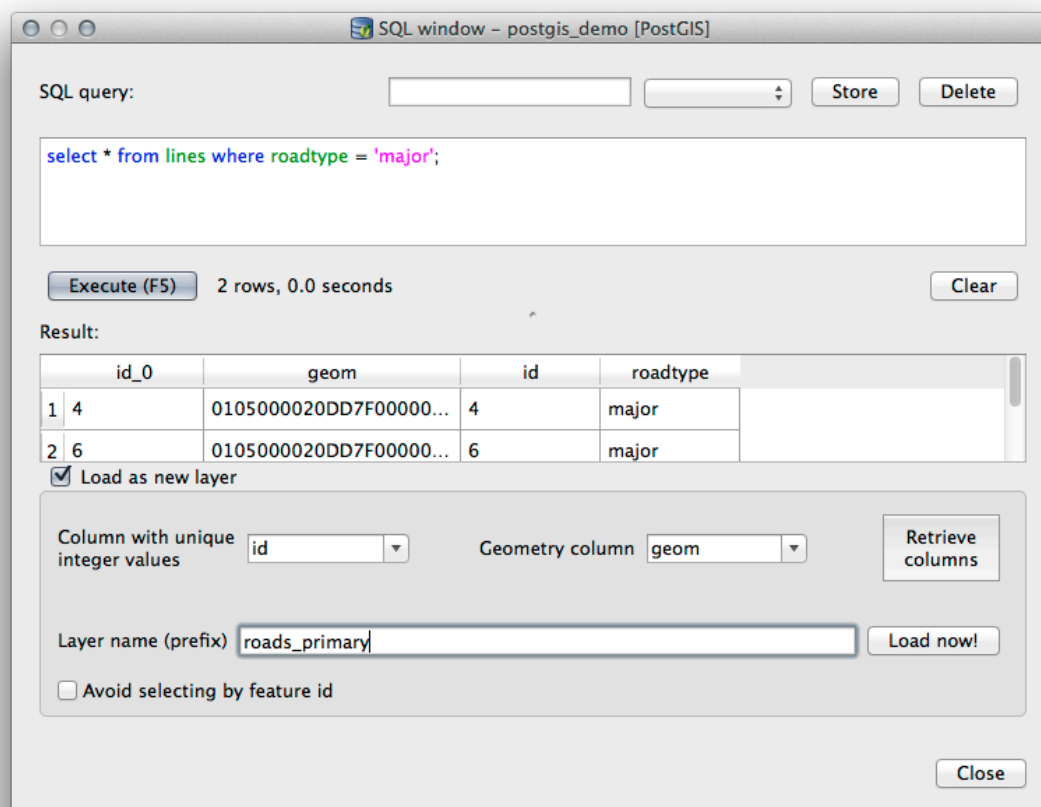 SQL window – postgis_demo [PostGIS]
SQL query:
Store
Delete
select * from lines where roadtype = 'major';
Execute (F5)
2 rows, 0.0 seconds
Clear
Result:
id_0 geom id roadtype
1 4 0105000020DD7F00000... 4 major
2 6 0105000020DD7F00000... 6 major
Load as new layer
Column with unique
integer values
id
Geometry column
geom
Retrieve
columns
Layer name (prefix)
roads_primary
Load now!
Avoid selecting by feature id
Close